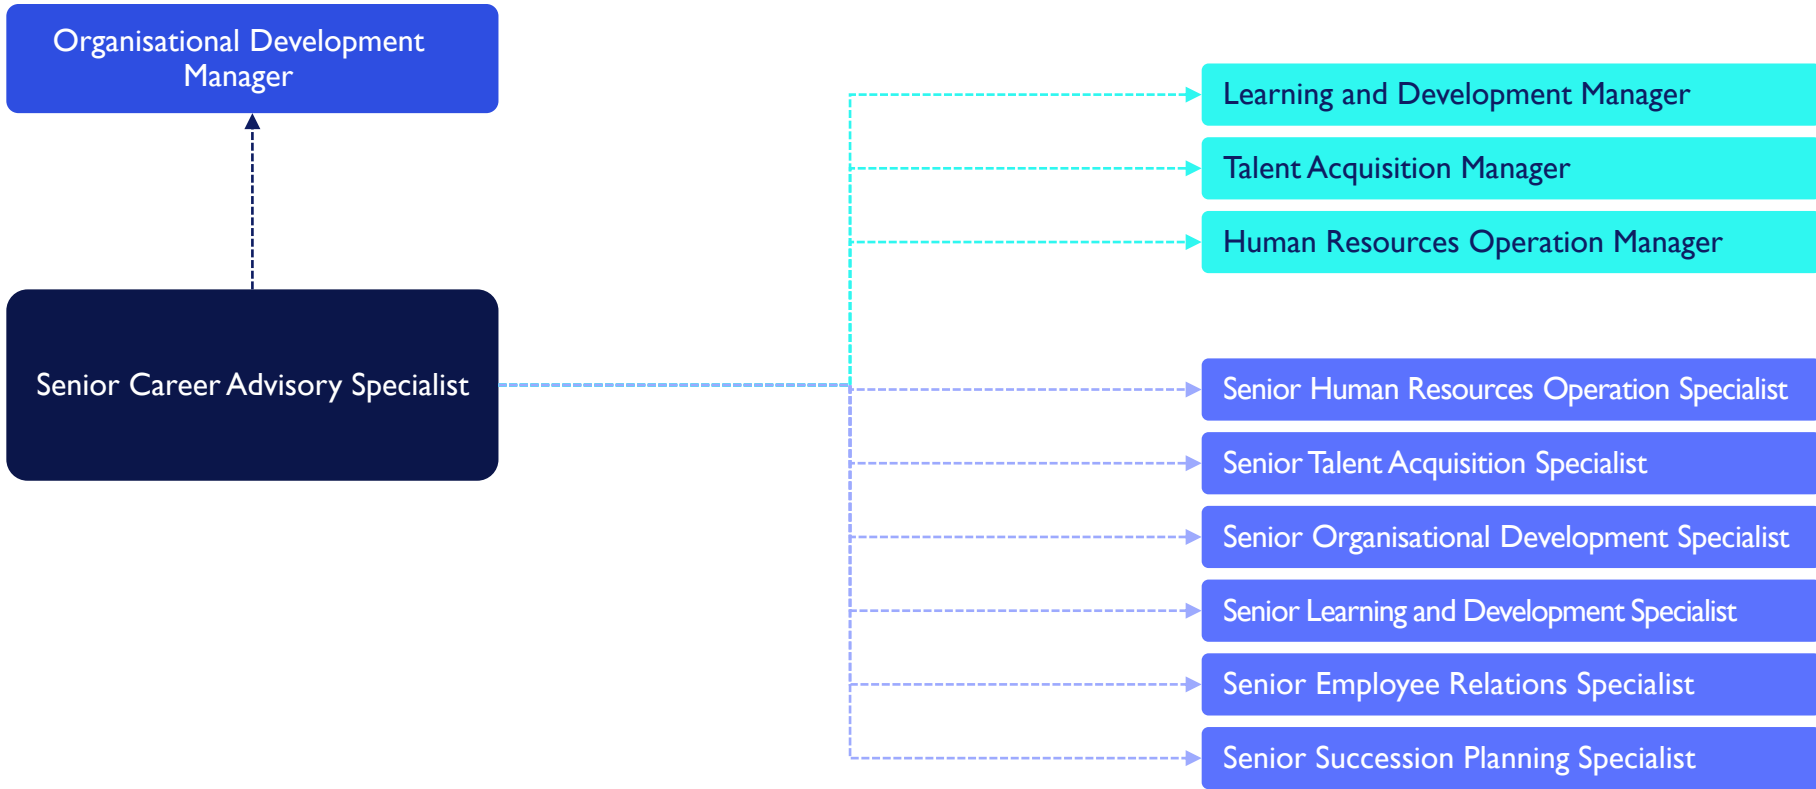 Organisational Development
Manager
Senior Career Advisory Specialist
Learning and Development Manager
Talent Acquisition Manager
Human Resources Operation Manager
Senior Human Resources Operation Specialist
Senior Talent Acquisition Specialist
Senior Organisational Development Specialist
Senior Learning and Development Specialist
Senior Employee Relations Specialist
Senior Succession Planning Specialist